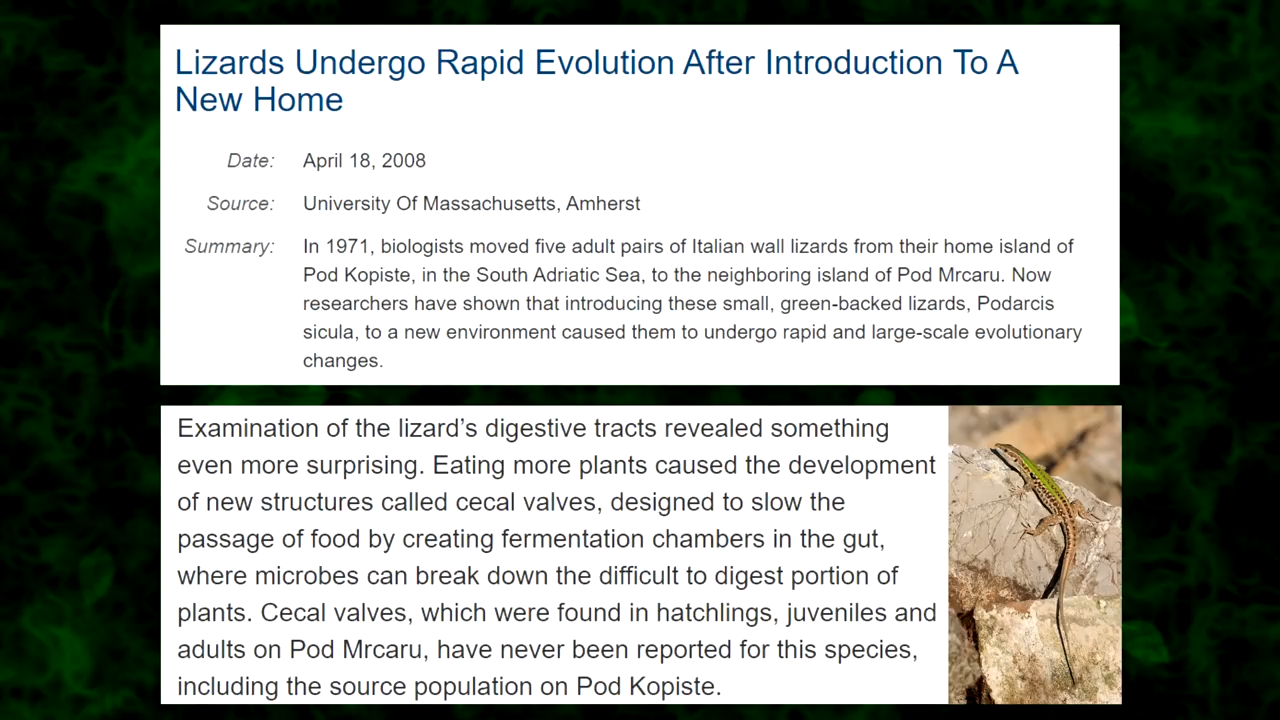 Lizards Undergo Rapid Evolution After Introduction To A
New Home
Date: April 18, 2008
Source: University Of Massachusetts, Amherst
Summary: In 1971, biologists moved five adult pairs of Italian wall lizards from their home island of
Pod Kopiste, in the South Adriatic Sea, to the neighboring island of Pod Mrcaru. Now
researchers have shown that introducing these small, green-backed lizards, Podarcis
sicula, to a new environment caused them to undergo rapid and large-scale evolutionary
changes.
Examination of the lizard’s digestive tracts revealed something
even more surprising. Eating more plants caused the development
of new structures called cecal valves, designed to slow the
passage of food by creating fermentation chambers in the gut,
where microbes can break down the difficult to digest portion of
plants. Cecal valves, which were found in hatchlings, juveniles and
adults on Pod Mrcaru, have never been reported for this species,
including the source population on Pod Kopiste.